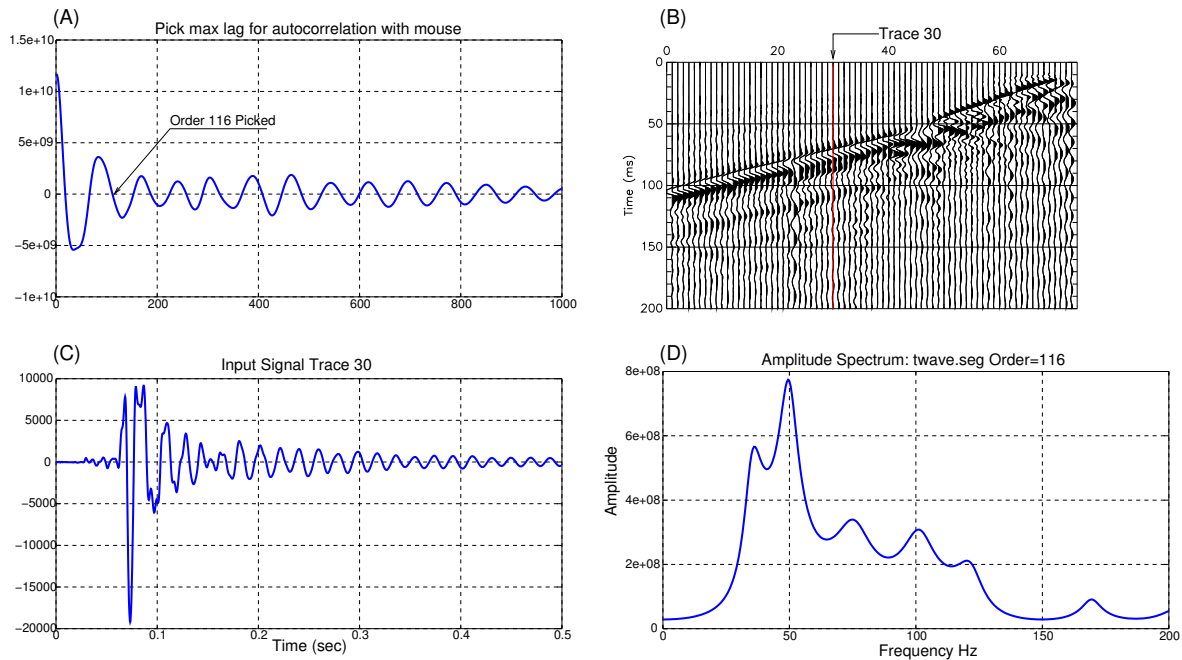 (A)
Pick max lag for autocorrelation with mouse
1.5e+10
1e+10
5e+09
0
−5e+09
−1e+10
Order 116 Picked
0 200 400 600 800 1000
(B)
Trace 30
0 20 40 60
0
50
100
150
200
Time (ms)
(C)
Input Signal Trace 30
10000
5000
0
−5000
−10000
−15000
−20000
0 0.1 0.2 0.3 0.4 0.5
Time (sec)
(D)
Amplitude Spectrum: twave.seg Order=116
8e+08
6e+08
4e+08
2e+08
0
Amplitude
0 50 100 150 200
Frequency Hz